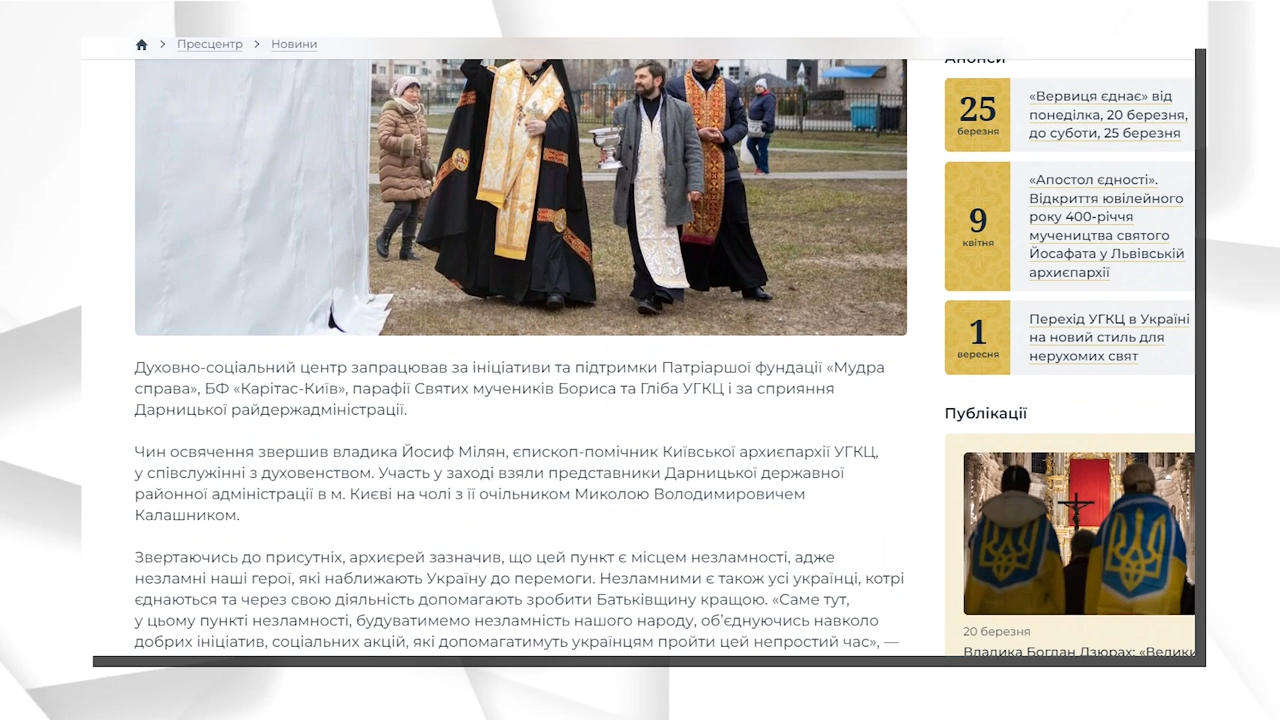 Пресцентр
Новини
Духовно-соціальний центр запрацював за ініціативи та підтримки Патріаршої фундації «Мудра
справа», БФ «Карітас-Київ», парафії Святих мучеників Бориса та Гліба УГКЦ і за сприяння
Дарницької райдержадміністрації.
Чин освячення звершив владика Йосиф Мілян, єпископ-помічник Київської архиєпархії УГКЦ,
у співслужінні з духовенством. Участь у заході взяли представники Дарницької державної
районної адміністрації в м. Києві на чолі з її очільником Миколою Володимировичем
Калашником.
Звертаючись до присутніх, архиєрей зазначив, що цей пункт є місцем незламності, адже
незламні наші герої, які наближають Україну до перемоги. Незламними є також усі українці, котрі
єднаються та через свою діяльність допомагають зробити Батьківщину кращою. «Саме тут,
у цьому пункті незламності, будуватимемо незламність нашого народу, об’єднуючись навколо
добрих ініціатив, соціальних акцій, які допомагатимуть українцям пройти цей непростий час», —
Анонси
25
березня
«Вервиця єднає» від
понеділка, 20 березня,
до суботи, 25 березня
9
квітня
«Апостол єдності».
Відкриття ювілейного
року 400-річчя
мучеництва святого
Йосафата у Львівській
архиєпархії
1
вересня
Перехід УГКЦ в Україні
на новий стиль для
нерухомих свят
Публікації
20 березня
Владика Богдан Дзюрах: «Велики